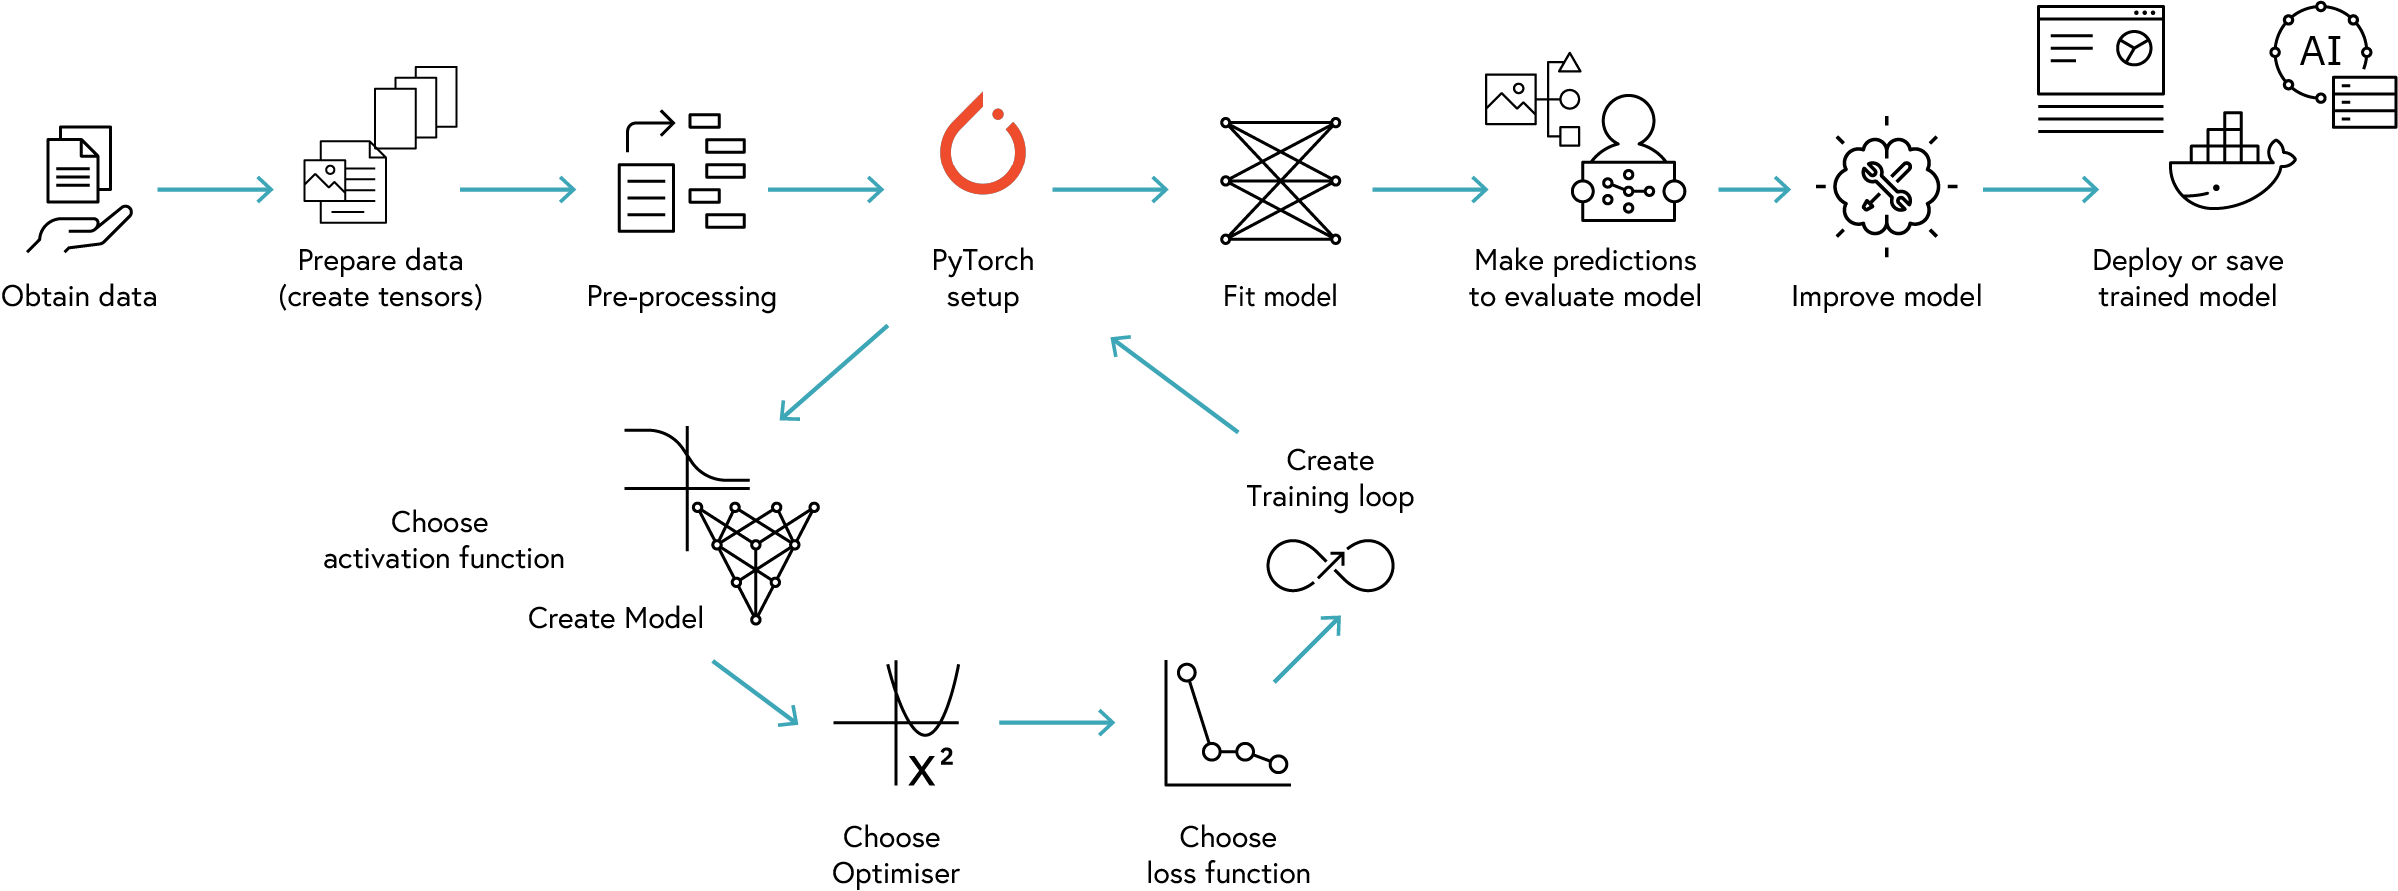 AI
Obtain data
Prepare data
(create tensors)
Pre-processing
PyTorch
setup
Fit model
Make predictions
to evaluate model
Improve model
Deploy or save
trained model
Choose
activation function
Create Model
X²
Choose
Optimiser
Choose
loss function
Create
Training loop